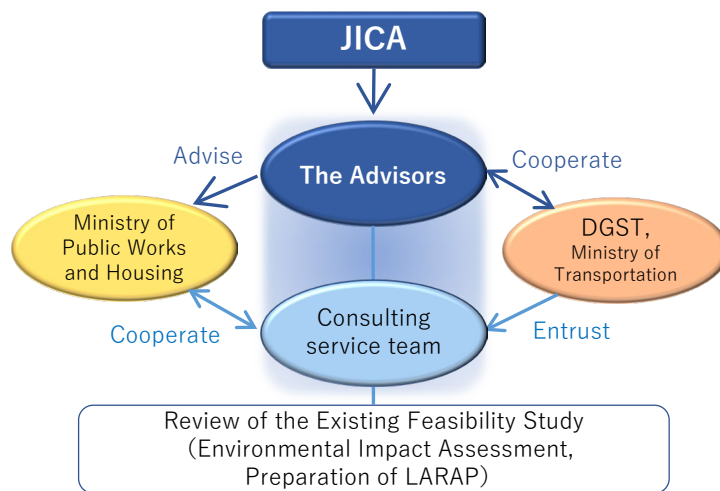 JICA
Advise
The Advisors
Cooperate
Ministry of
Public Works
and Housing
DGST,
Ministry of
Transportation
Cooperate
Consulting
service team
Entrust
Review of the Existing Feasibility Study
(Environmental Impact Assessment,
Preparation of LARAP)